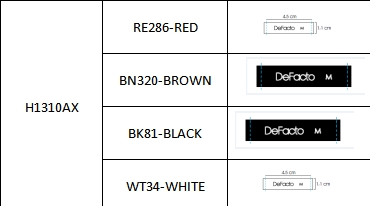 H1310AX
RE286-RED
4.5 cm
DeFacto M
1.1 cm
BN320-BROWN
DeFacto M
BK81-BLACK
DeFacto M
WT34-WHITE
4.5 cm
DeFacto M
1.1 cm